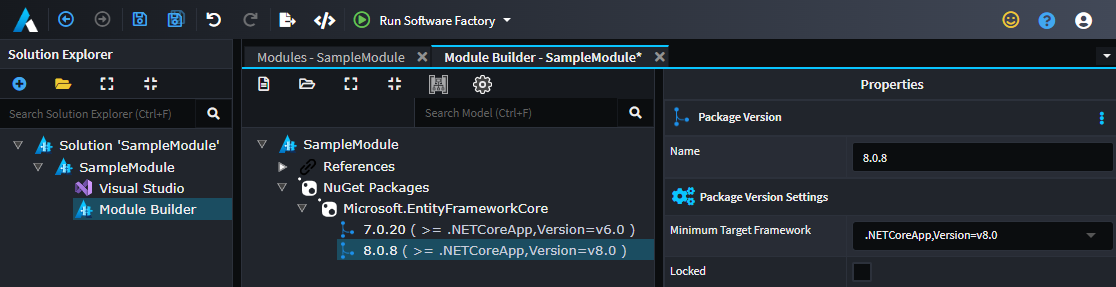 Run Software Factory
Solution Explorer
Search Solution Explorer (Ctrl+F)
Solution 'SampleModule'
SampleModule
Visual Studio
Module Builder
Modules - SampleModule
Module Builder - SampleModule*
Search Model (Ctrl+F)
SampleModule
References
NuGet Packages
Microsoft.EntityFrameworkCore
7.0.20 ( >= .NETCoreApp,Version=v6.0 )
8.0.8 ( >= .NETCoreApp,Version=v8.0 )
Properties
Package Version
Name
8.0.8
Package Version Settings
Minimum Target Framework
.NETCoreApp,Version=v8.0
Locked